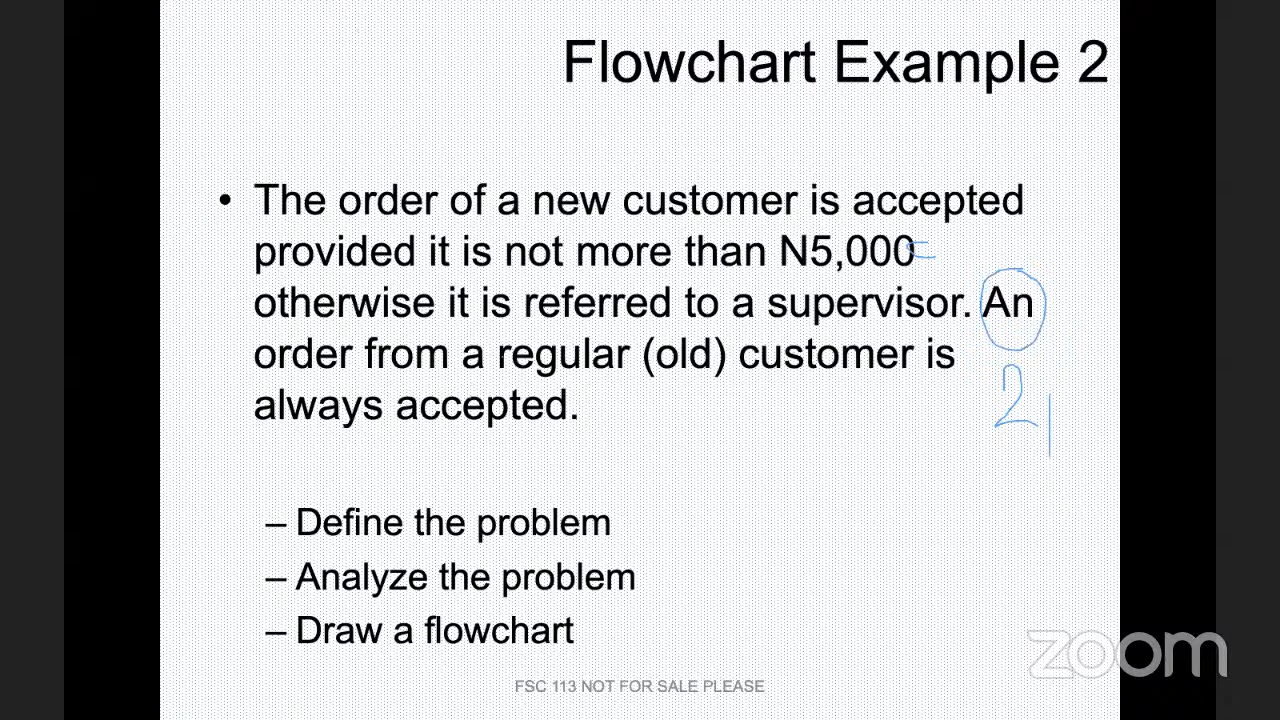 Flowchart Example 2
• The order of a new customer is accepted
provided it is not more than N5,000
otherwise it is referred to a supervisor. An
order from a regular (old) customer is
always accepted.
2
– Define the problem
– Analyze the problem
– Draw a flowchart
zoom
FSC 113 NOT FOR SALE PLEASE